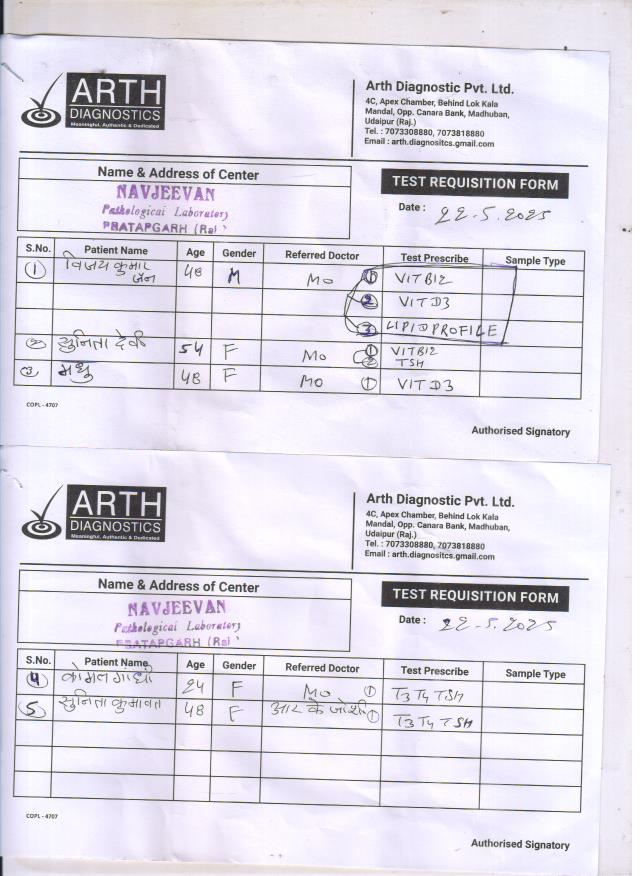 ARTH
DIAGNOSTICS
Meaningful, Authentic & Dedicated
Arth Diagnostic Pvt. Ltd.
4C, Apex Chamber, Behind Lok Kala
Mandal, Opp. Canara Bank, Madhuban,
Udaipur (Raj.)
Tel. : 7073308880, 7073818880
Email : arth.diagnositcs.gmail.com
Name & Address of Center
NAVJEEVAN
Pathological Laboratory
PRATAPGARH (Raj)
TEST REQUISITION FORM
Date : 22-5.2025
S.No. Patient Name Age Gender Referred Doctor Test Prescribe Sample Type
1 विजय कुमार जैन 48 M MO 1 VITB12
2 VITD3
3 LIPID PROFILE
2 सुनिता देवी 54 F MO 1 VITB12
2 TSH
3 मधु 48 F MO 1 VITD3
COPL - 4707
Authorised Signatory
ARTH
DIAGNOSTICS
Meaningful, Authentic & Dedicated
Arth Diagnostic Pvt. Ltd.
4C, Apex Chamber, Behind Lok Kala
Mandal, Opp. Canara Bank, Madhuban,
Udaipur (Raj.)
Tel. : 7073308880, 7073818880
Email : arth.diagnositcs.gmail.com
Name & Address of Center
NAVJEEVAN
Pathological Laboratory
PRATAPGARH (Raj)
TEST REQUISITION FORM
Date : 22-5.2025
S.No. Patient Name Age Gender Referred Doctor Test Prescribe Sample Type
4 कोमल गांधी 24 F MO 1 T3 T4 TSH
5 सुनिता कुमावत 48 F आर के जोशी 1 T3 T4 TSH
COPL - 4707
Authorised Signatory